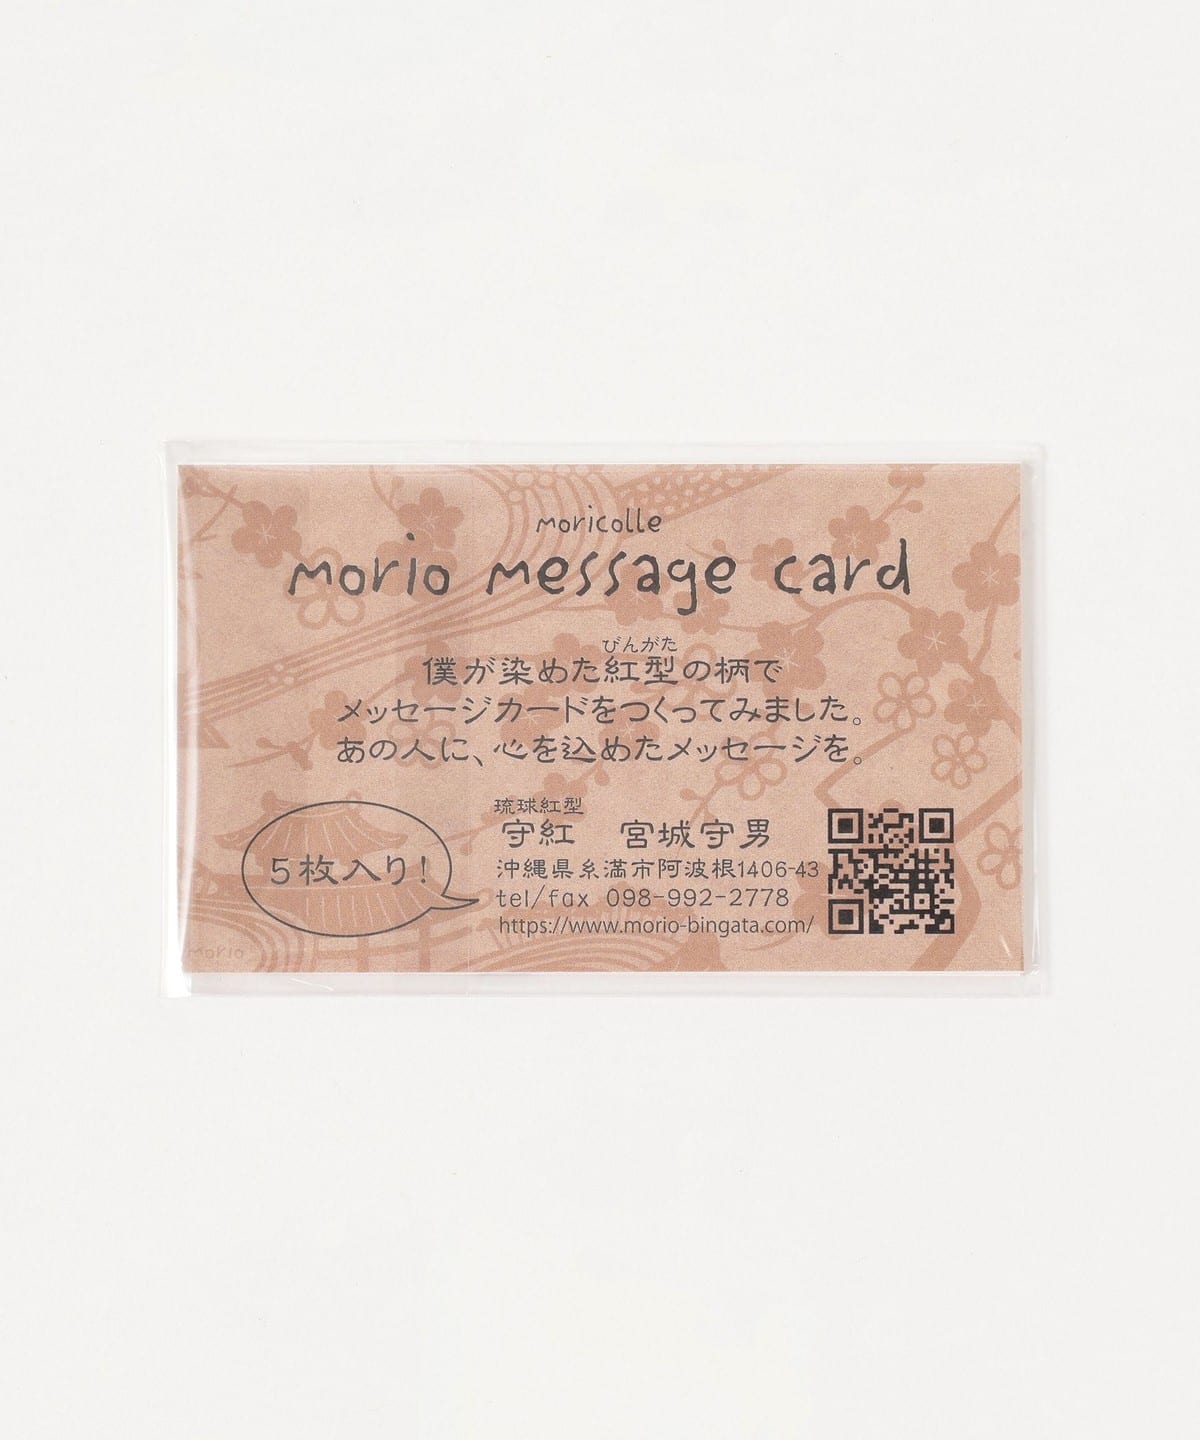 moricolle
morio message card
びんがた
僕が染めた紅型の柄で
メッセージカードをつくってみました。
あの人に、心を込めたメッセージを。
5枚入り!
琉球紅型
守紅 宮城守男
沖縄県糸満市阿波根1406-43
tel/fax 098-992-2778
https://www.morio-bingata.com/
morio